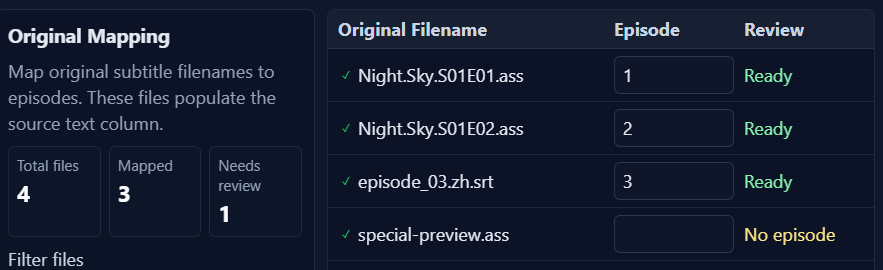 Original Mapping
Map original subtitle filenames to
episodes. These files populate the
source text column.
Total files
4
Mapped
3
Needs
review
1
Filter files
Original Filename Episode Review
✓ Night.Sky.S01E01.ass 1 Ready
✓ Night.Sky.S01E02.ass 2 Ready
✓ episode_03.zh.srt 3 Ready
✓ special-preview.ass No episode